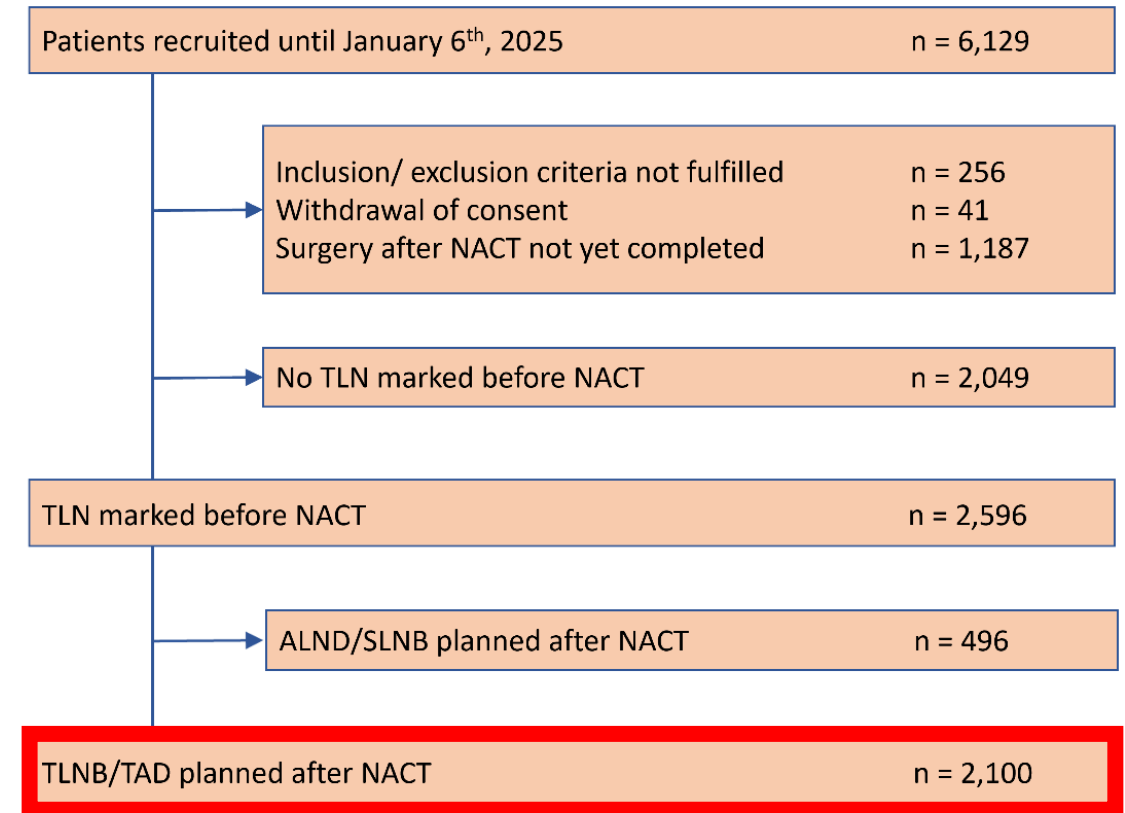 Patients recruited until January 6th, 2025 n = 6,129
Inclusion/ exclusion criteria not fulfilled n = 256
Withdrawal of consent n = 41
Surgery after NACT not yet completed n = 1,187
No TLN marked before NACT n = 2,049
TLN marked before NACT n = 2,596
ALND/SLNB planned after NACT n = 496
TLNB/TAD planned after NACT n = 2,100